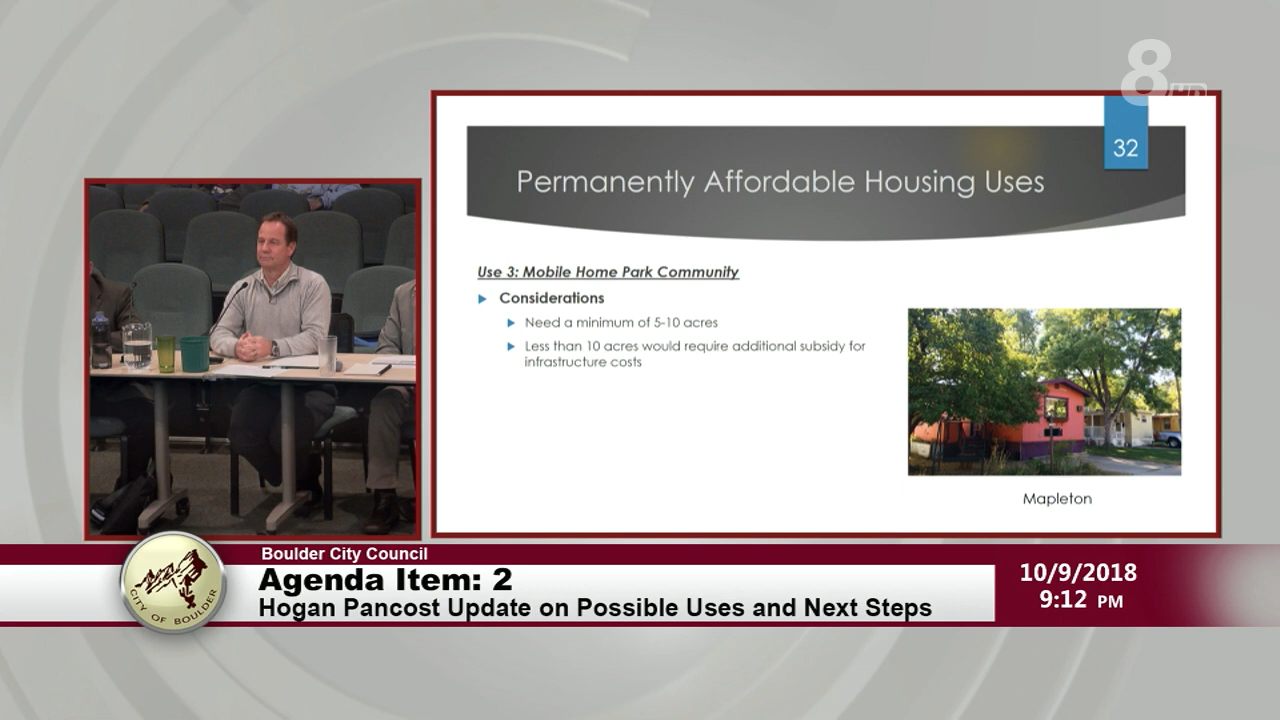 8
HD
32
Permanently Affordable Housing Uses
Use 3: Mobile Home Park Community
Considerations
Need a minimum of 5-10 acres
Less than 10 acres would require additional subsidy for
infrastructure costs
Mapleton
Boulder City Council
Agenda Item: 2
Hogan Pancost Update on Possible Uses and Next Steps
CITY OF BOULDER
10/9/2018
9:12 PM